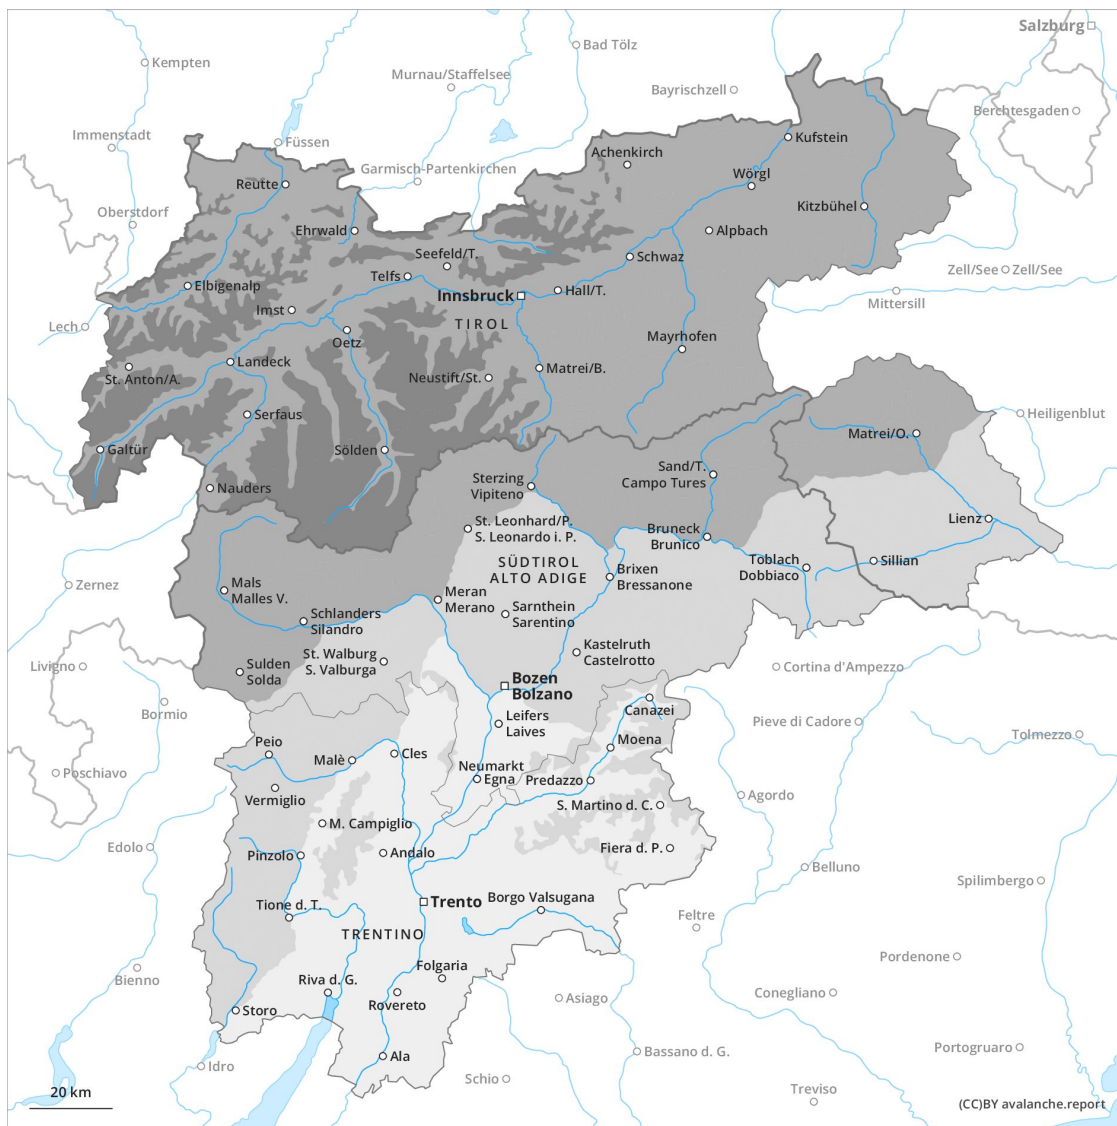 Salzburg
Kempten
Bad Tölz
Murnau/Staffelsee
Bayrischzell
Berchtesgaden
Immenstadt
Füssen
Kufstein
Achenkirch
Garmisch-Partenkirchen
Wörgl
Reutte
Oberstdorf
Kitzbühel
Ehrwald
Alpbach
Seefeld/T.
Schwaz
Telfs
Zell/See
Zell/See
Elbigenalp
Innsbruck
Hall/T.
Mittersill
Imst
TIROL
Lech
Oetz
Mayrhofen
Landeck
Matrei/B.
St. Anton/A.
Neustift/St.
Serfaus
Heiligenblut
Matrei/O.
Galtür
Sölden
Sterzing
Vipiteno
Sand/T.
Campo Tures
Nauders
St. Leonhard/P.
S. Leonardo i. P.
Lienz
Bruneck
Brunico
SÜDTIROL
ALTO ADIGE
Toblach
Dobbiaco
Sillian
Brixen
Bressanone
Zernez
Mals
Malles V.
Meran
Merano
Sarnthein
Sarentino
Schlanders
Silandro
Kastelruth
Castelrotto
St. Walburg
S. Valburga
Livigno
Sulden
Solda
Cortina d'Ampezzo
Bozen
Bolzano
Bormio
Canazei
Leifers
Laives
Pieve di Cadore
Tolmezzo
Peio
Moena
Cles
Malè
Neumarkt
Egna
Predazzo
Poschiavo
Vermiglio
Agordo
S. Martino d. C.
M. Campiglio
Edolo
Pinzolo
Andalo
Fiera d. P.
Belluno
Spilimbergo
Trento
Borgo Valsugana
Tione d. T.
Feltre
TRENTINO
Pordenone
Bienno
Folgaria
Riva d. G.
Rovereto
Asiago
Conegliano
Storo
Portogruaro
Ala
Bassano d. G.
Idro
Schio
Treviso
20 km
(CC)BY avalanche.report